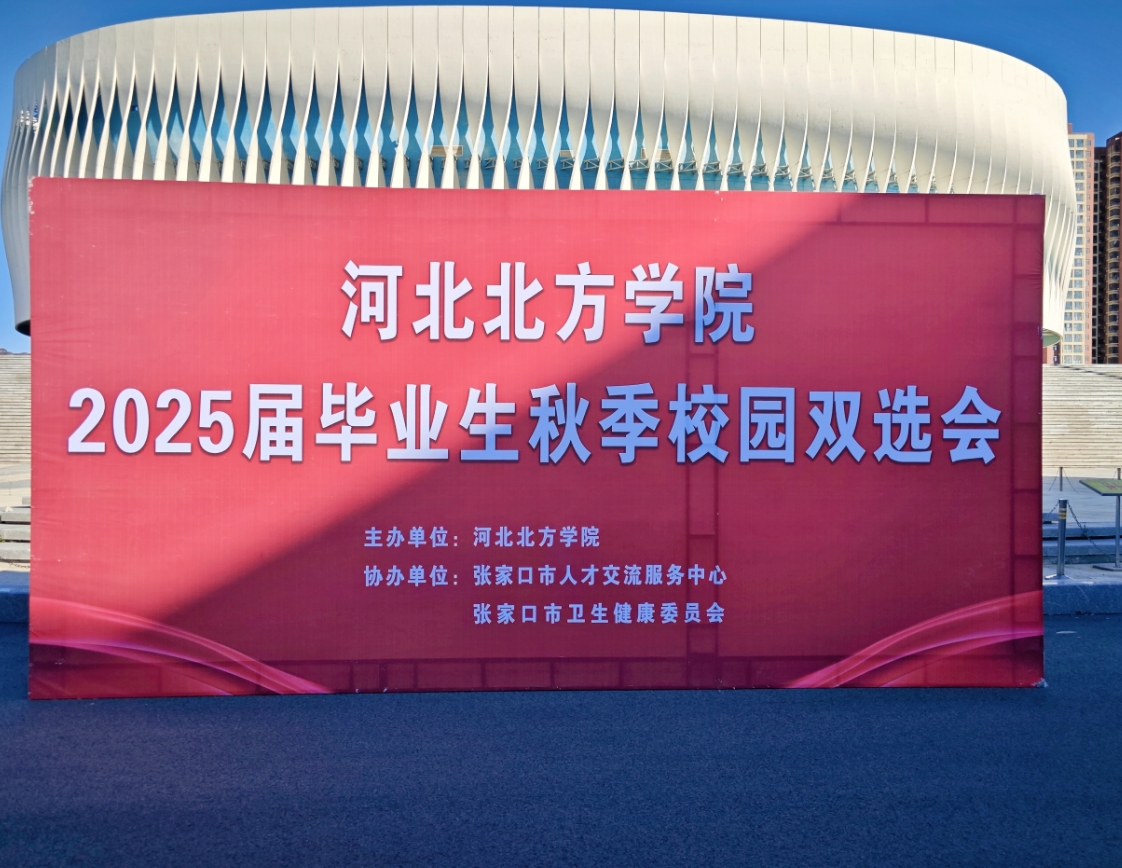 河北北方学院
2025届毕业生秋季校园双选会
主办单位：河北北方学院
协办单位：张家口市人才交流服务中心
张家口市卫生健康委员会